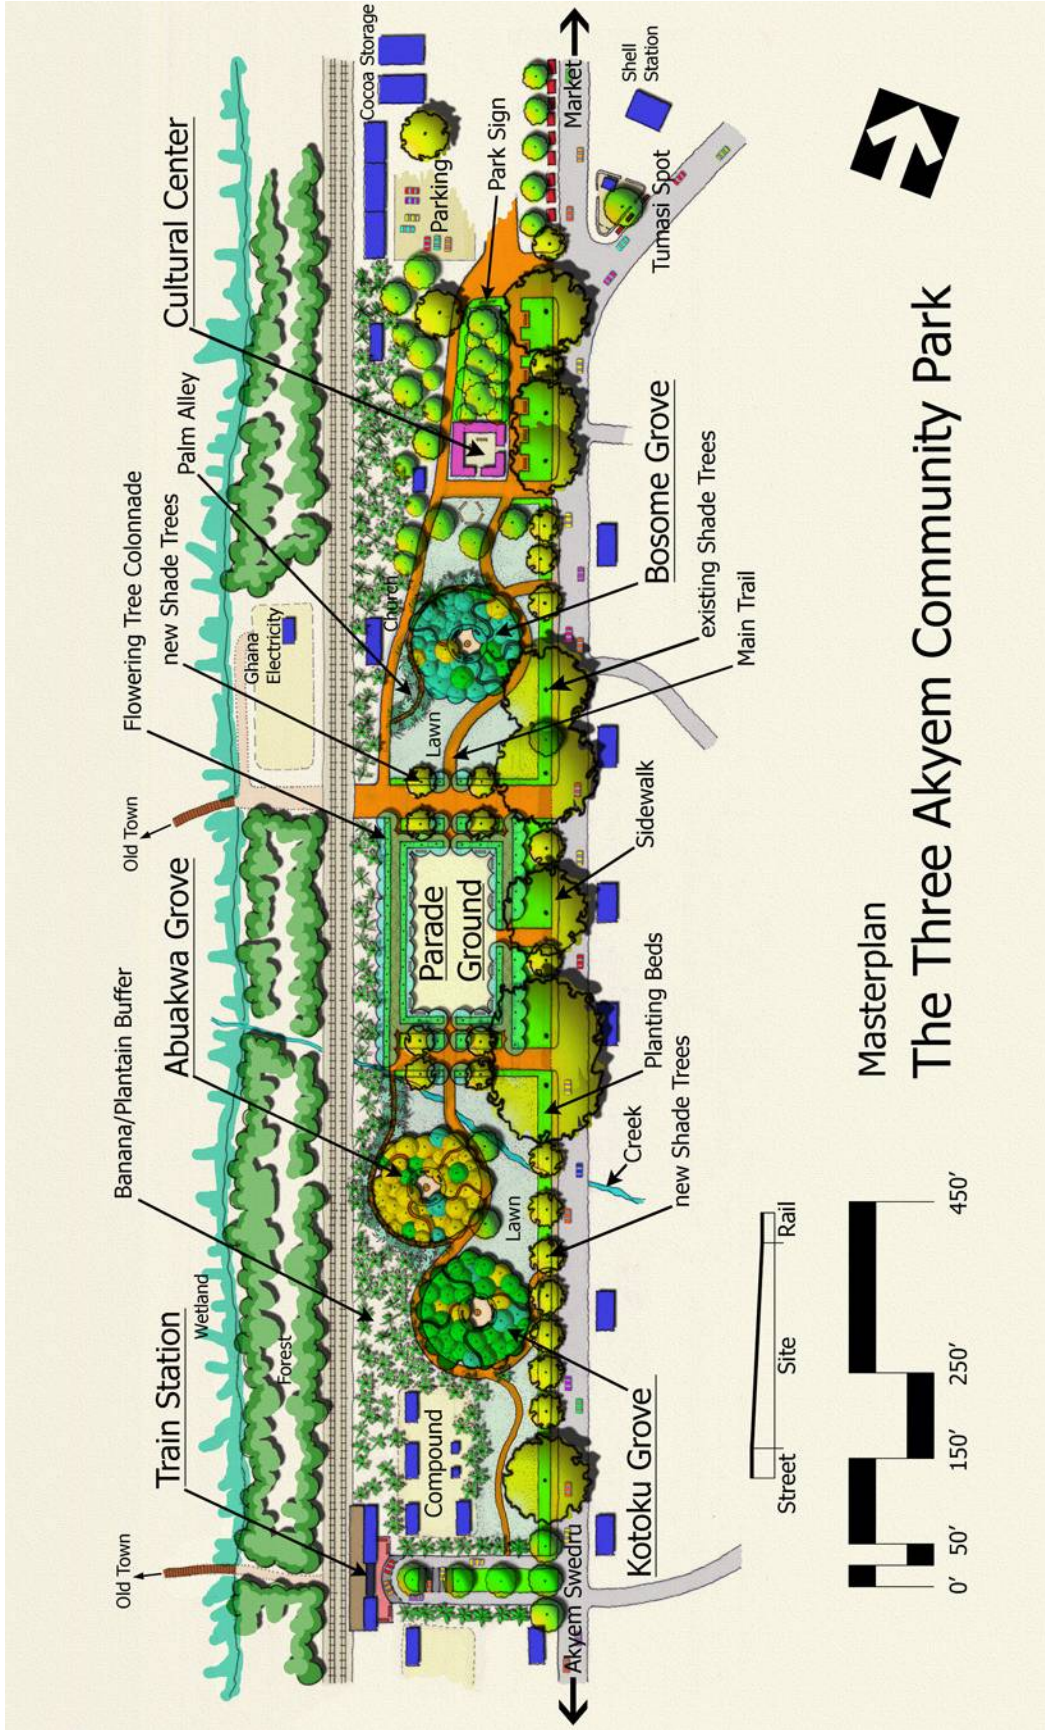 Old Town
Banana/Plantain Buffer
Old Town
Flowering Tree Colonnade
Train Station
Abuakwa Grove
new Shade Trees
Palm Alley
Cultural Center
Wetland
Forest
Ghana
Electricity
Church
Cocoa Storage
Compound
Lawn
Parade
Ground
Lawn
Parking
Park Sign
Akyem Swedru
Market
Shell
Station
Kotoku Grove
Creek
Planting Beds
new Shade Trees
Sidewalk
Bosome Grove
existing Shade Trees
Main Trail
Tumasi Spot
Street
Site
Rail
0'
50'
150'
250'
450'
Masterplan
The Three Akyem Community Park